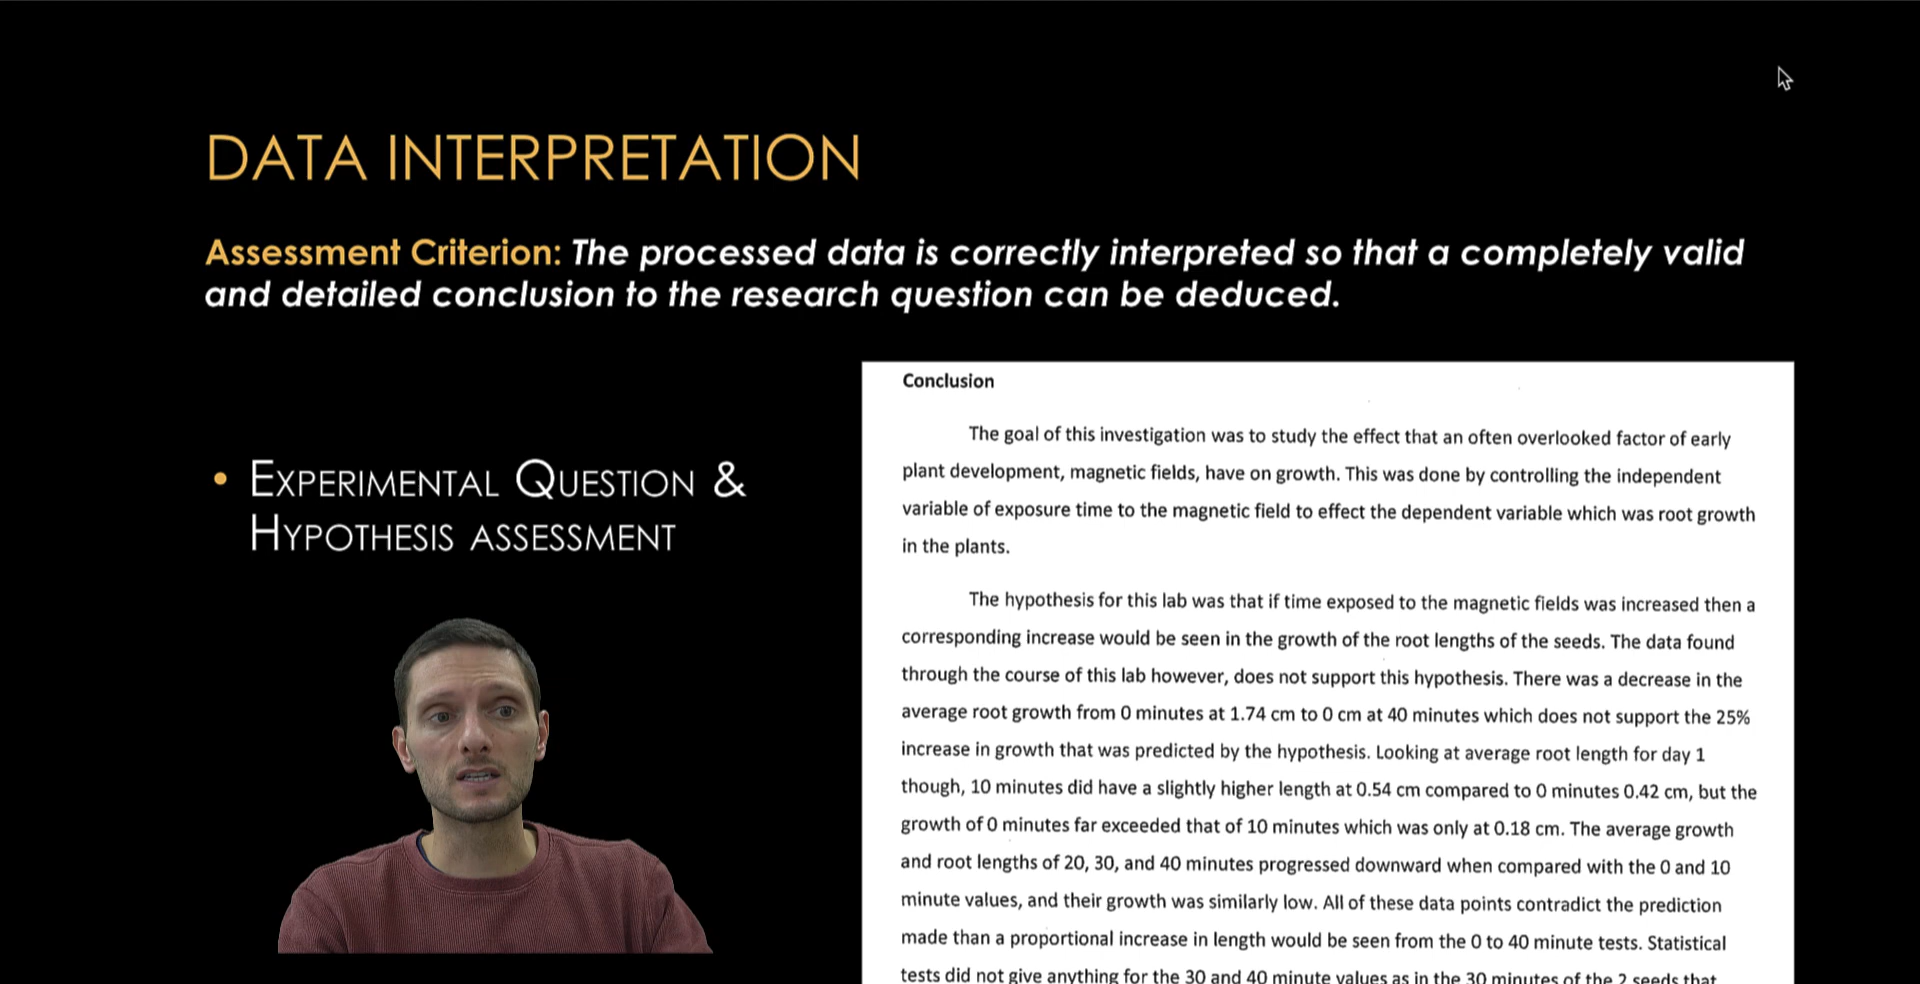 DATA INTERPRETATION
Assessment Criterion: The processed data is correctly interpreted so that a completely valid
and detailed conclusion to the research question can be deduced.
• EXPERIMENTAL QUESTION &
HYPOTHESIS ASSESSMENT
Conclusion
The goal of this investigation was to study the effect that an often overlooked factor of early
plant development, magnetic fields, have on growth. This was done by controlling the independent
variable of exposure time to the magnetic field to effect the dependent variable which was root growth
in the plants.
The hypothesis for this lab was that if time exposed to the magnetic fields was increased then a
corresponding increase would be seen in the growth of the root lengths of the seeds. The data found
through the course of this lab however, does not support this hypothesis. There was a decrease in the
average root growth from 0 minutes at 1.74 cm to 0 cm at 40 minutes which does not support the 25%
increase in growth that was predicted by the hypothesis. Looking at average root length for day 1
though, 10 minutes did have a slightly higher length at 0.54 cm compared to 0 minutes 0.42 cm, but the
growth of 0 minutes far exceeded that of 10 minutes which was only at 0.18 cm. The average growth
and root lengths of 20, 30, and 40 minutes progressed downward when compared with the 0 and 10
minute values, and their growth was similarly low. All of these data points contradict the prediction
made than a proportional increase in length would be seen from the 0 to 40 minute tests. Statistical
tests did not give anything for the 30 and 40 minute values as in the 30 minutes of the 2 seeds that